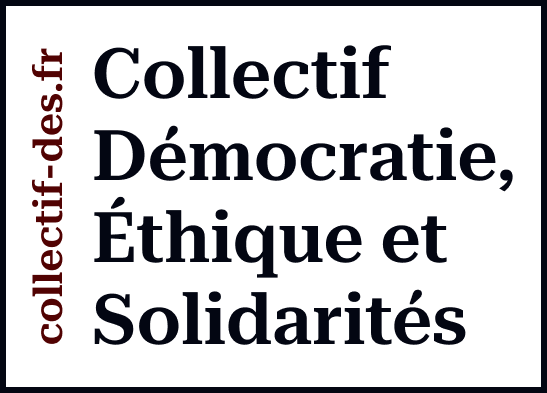 collectif-des.fr
Collectif
Démocratie,
Éthique et
Solidarités